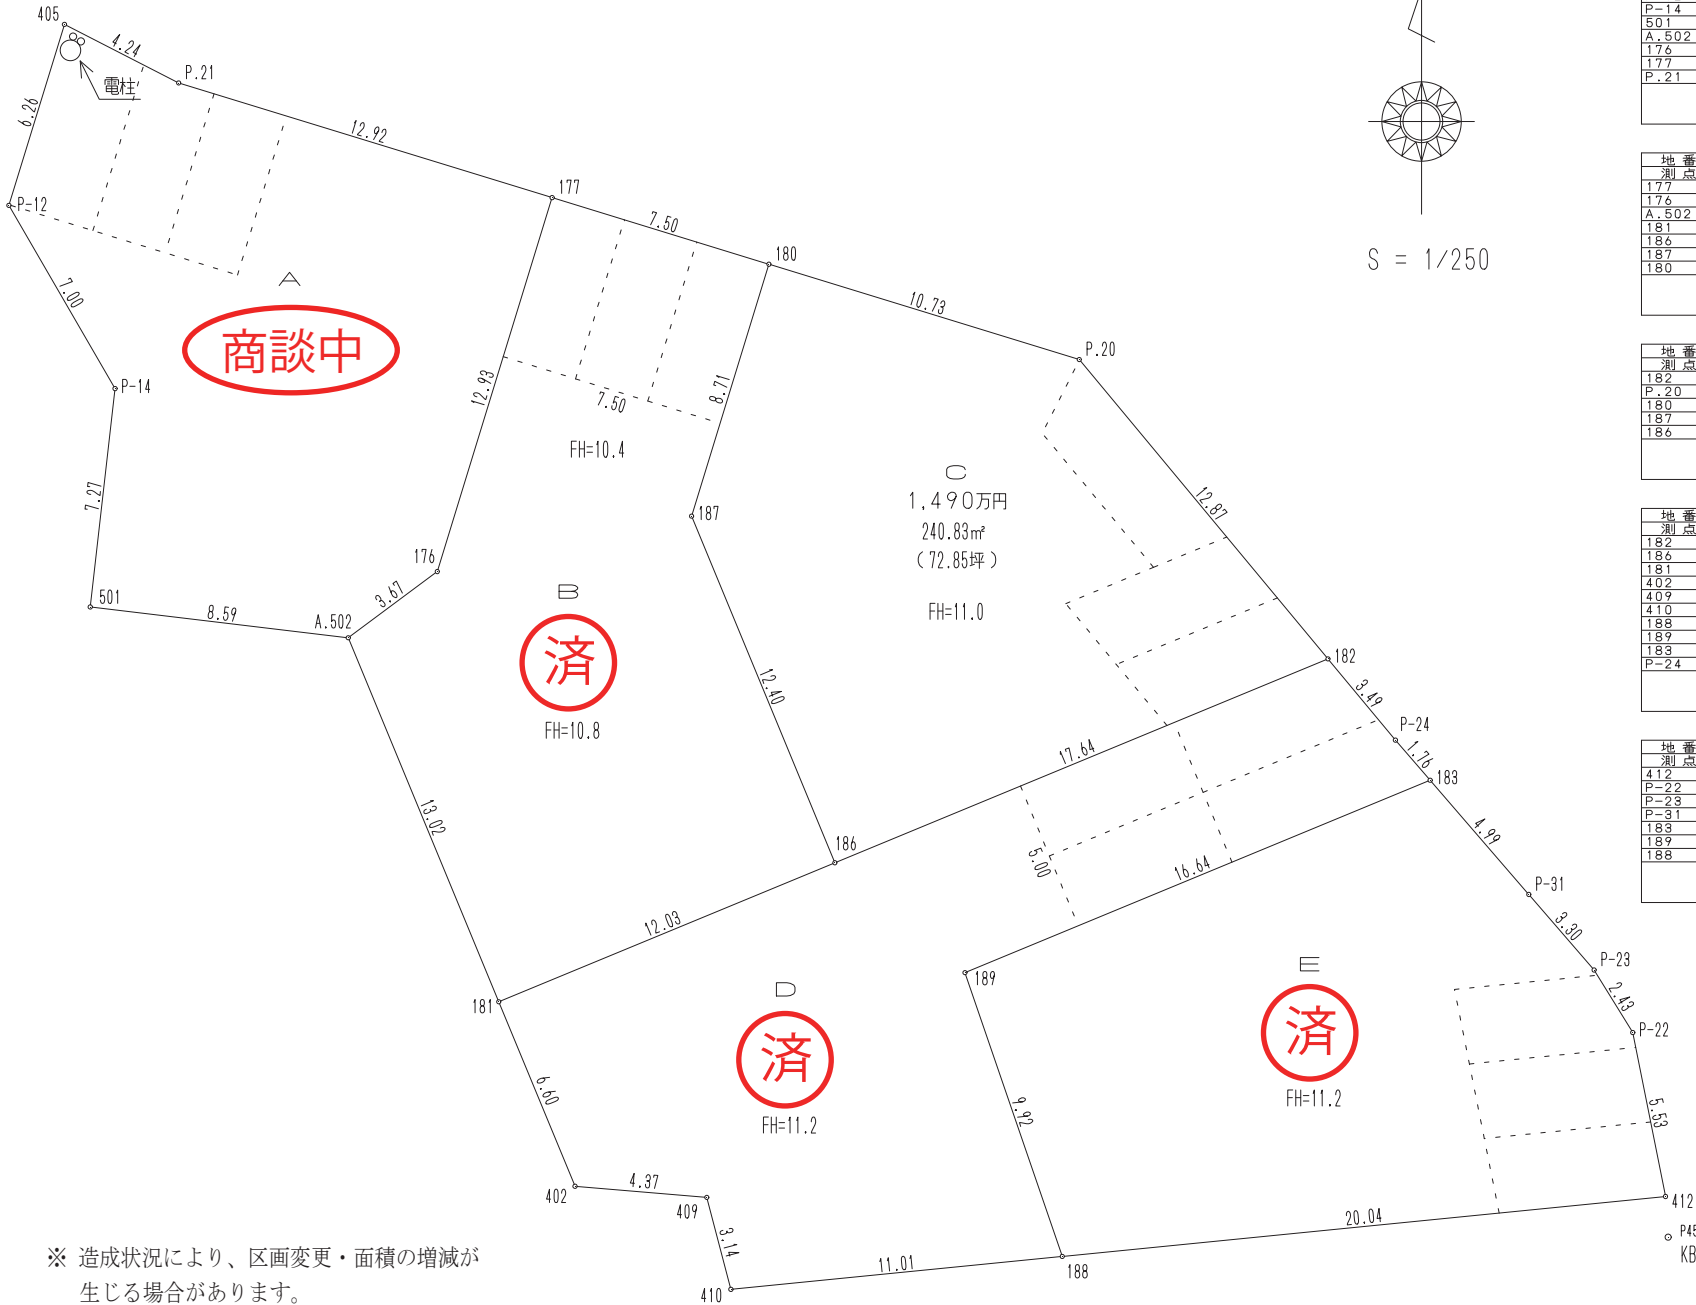 405
4.24
P.21
電柱
6.26
12.92
P-12
177
7.50
180
10.73
P.20
A
商談中
7.00
P-14
12.93
7.50
8.71
FH=10.4
7.27
187
C
1,490万円
240.83㎡
(72.85坪)
FH=11.0
12.87
176
501
8.59
A.502
3.67
B
済
FH=10.8
12.40
182
3.49
P-24
1.76
183
17.64
13.02
186
5.00
16.64
4.99
P-31
3.30
P-23
2.43
P-22
12.03
181
D
済
FH=11.2
189
E
済
FH=11.2
9.92
5.53
6.60
402
4.37
409
3.14
410
11.01
188
20.04
412
P45
KB
S = 1/250
P-14
501
A.502
176
177
P.21
地番
測点
177
176
A.502
181
186
187
180
地番
測点
182
P.20
180
187
186
地番
測点
182
186
181
402
409
410
188
189
183
P-24
地番
測点
412
P-22
P-23
P-31
183
189
188
※ 造成状況により、区画変更・面積の増減が
生じる場合があります。